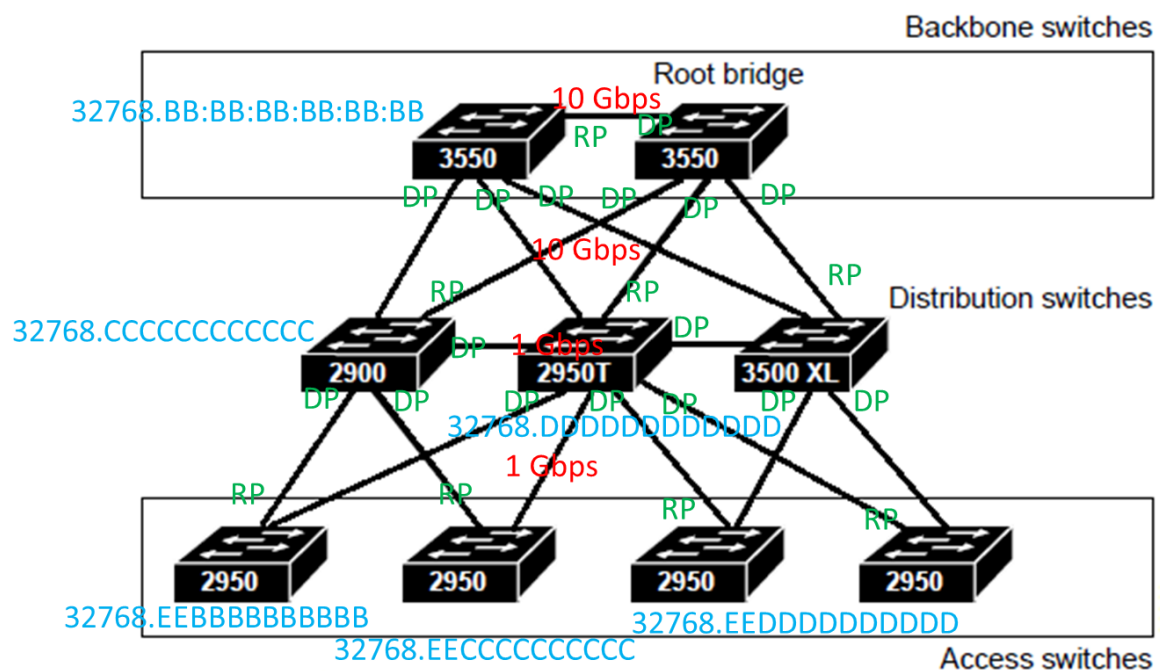 Backbone switches
Root bridge
32768.BB:BB:BB:BB:BB:BB
10 Gbps
DP
RP
3550
3550
DP
DP
DP
DP
DP
DP
10 Gbps
RP
RP
RP
Distribution switches
32768.CCCCCCCCCCCC
DP
1 Gbps
DP
2900
2950T
3500 XL
DP
DP
DP
DP
DP
DP
DP
32768.DDDDDDDDDDDD
1 Gbps
RP
RP
RP
RP
2950
2950
2950
2950
32768.EEBBBBBBBBBB
32768.EEDDDDDDDDDD
32768.EECCCCCCCCCC
Access switches